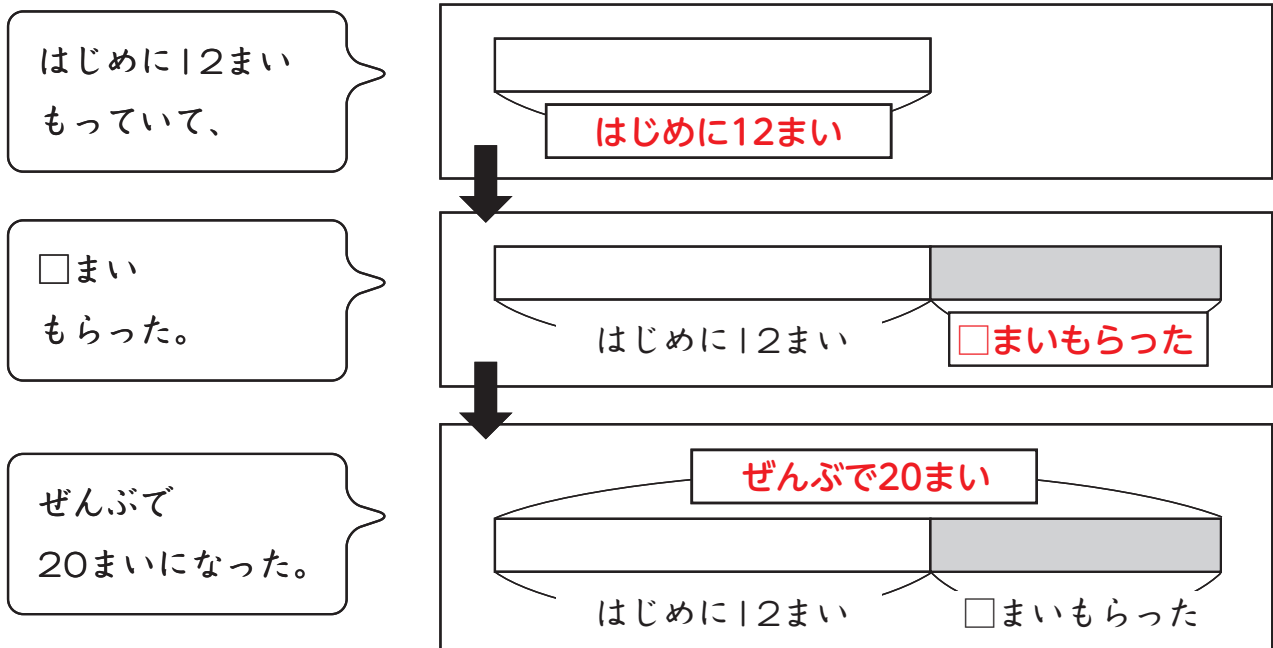 はじめに12まい
もっていて、
はじめに12まい
□まい
もらった。
はじめに12まい
□まいもらった
ぜんぶで
20まいになった。
ぜんぶで20まい
はじめに12まい
□まいもらった